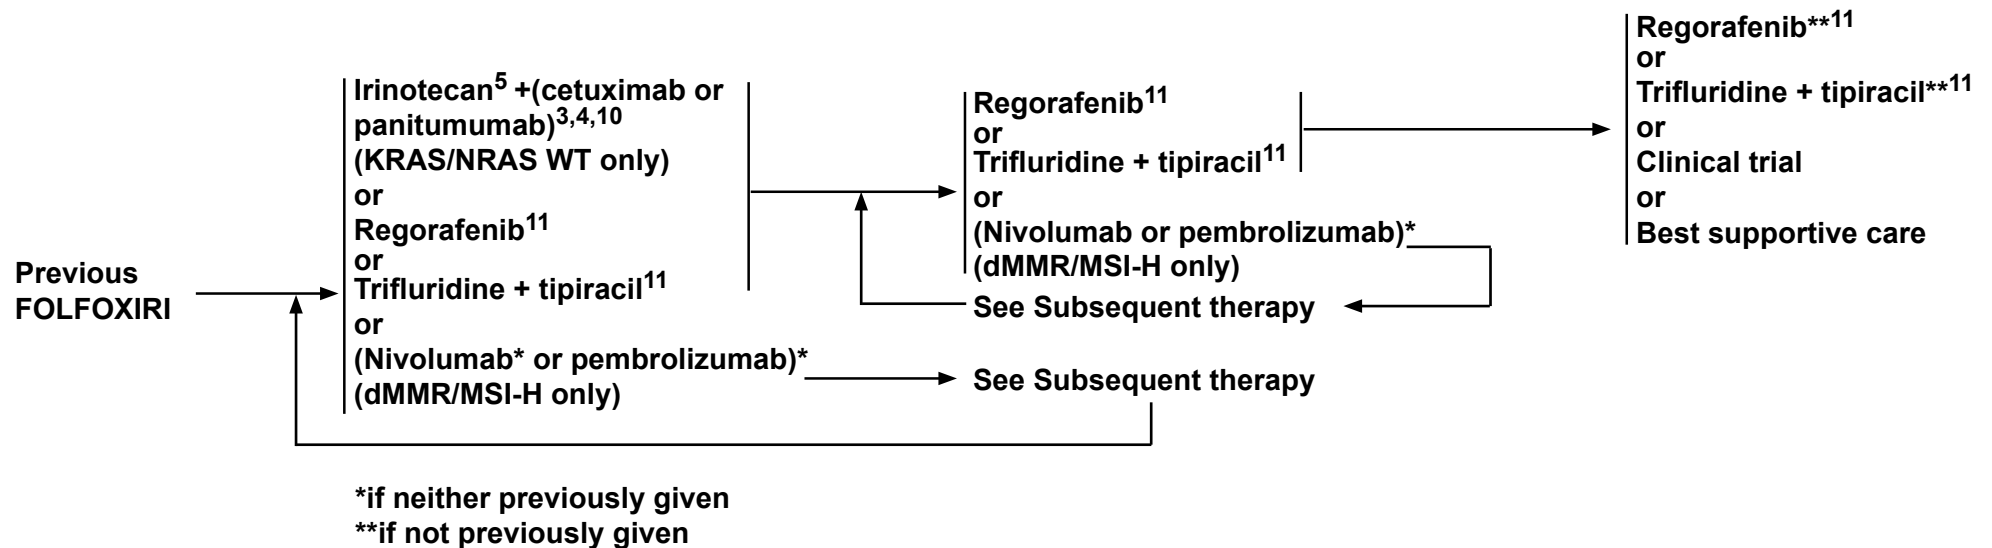 Previous
FOLFOXIRI
Irinotecan5 +(cetuximab or
panitumumab)3,4,10
(KRAS/NRAS WT only)
or
Regorafenib11
or
Trifluridine + tipiracil11
or
(Nivolumab* or pembrolizumab)*
(dMMR/MSI-H only)
Regorafenib11
or
Trifluridine + tipiracil11
or
(Nivolumab or pembrolizumab)*
(dMMR/MSI-H only)
See Subsequent therapy
See Subsequent therapy
Regorafenib**11
or
Trifluridine + tipiracil**11
or
Clinical trial
or
Best supportive care
*if neither previously given
**if not previously given